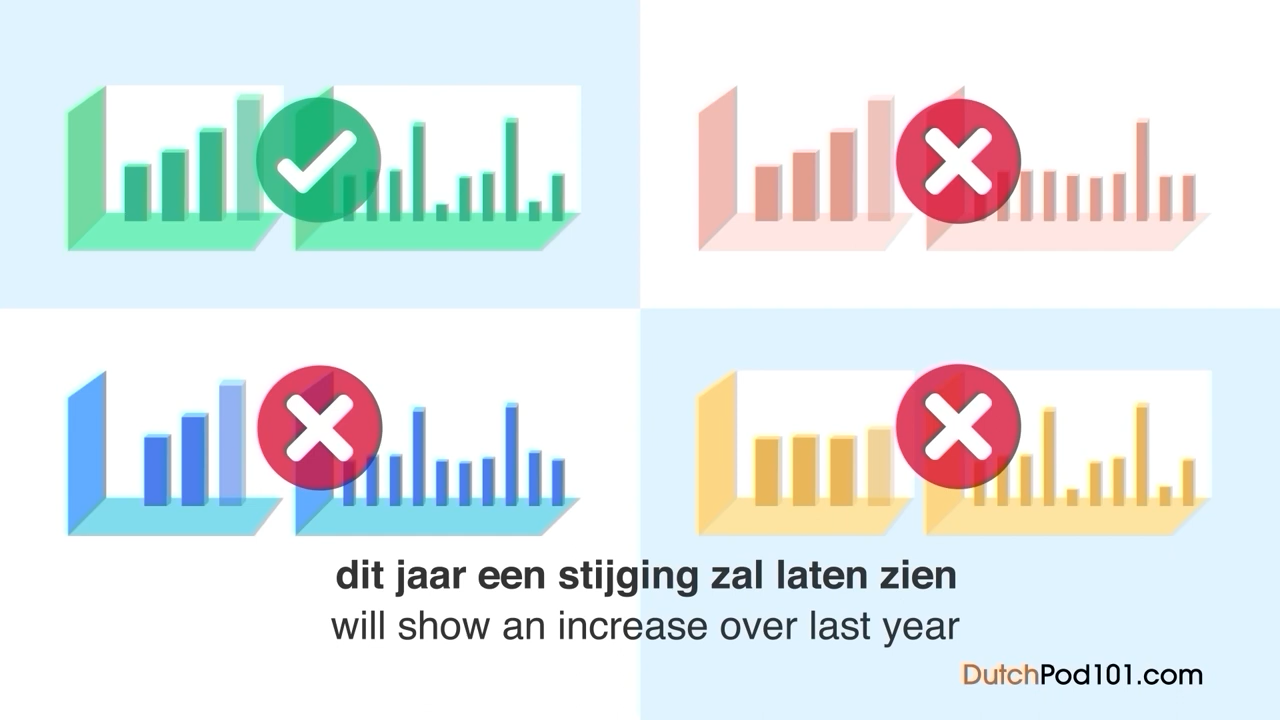 dit jaar een stijging zal laten zien
will show an increase over last year
DutchPod101.com